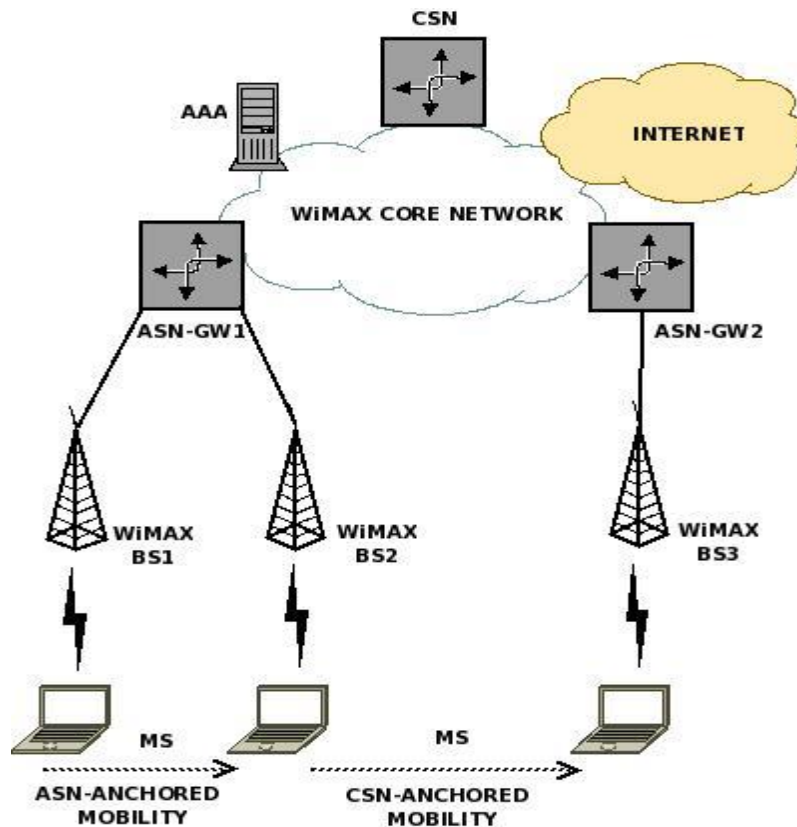 CSN
AAA
INTERNET
WiMAX CORE NETWORK
ASN-GW1
ASN-GW2
WiMAX
BS1
WiMAX
BS2
WiMAX
BS3
MS
MS
ASN-ANCHORED
MOBILITY
CSN-ANCHORED
MOBILITY